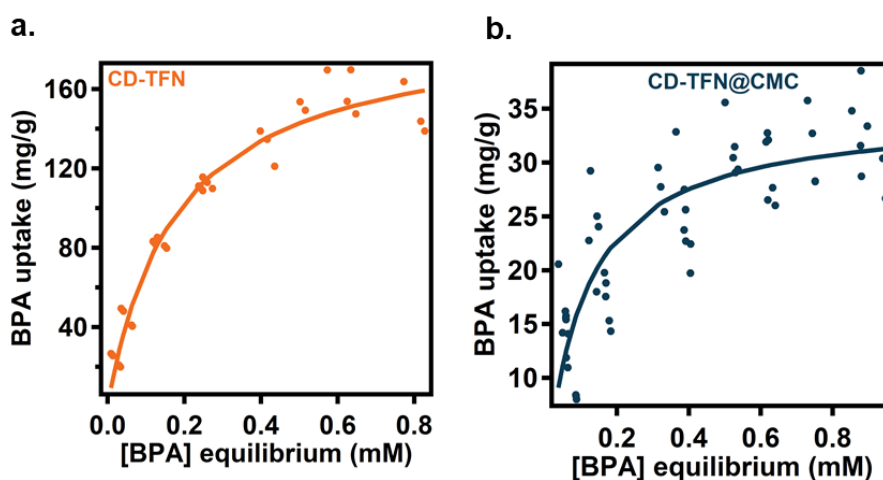 a.
CD-TFN
BPA uptake (mg/g)
160
120
80
40
0.0 0.2 0.4 0.6 0.8
[BPA] equilibrium (mM)
b.
CD-TFN@CMC
BPA uptake (mg/g)
35
30
25
20
15
10
0.2 0.4 0.6 0.8
[BPA] equilibrium (mM)